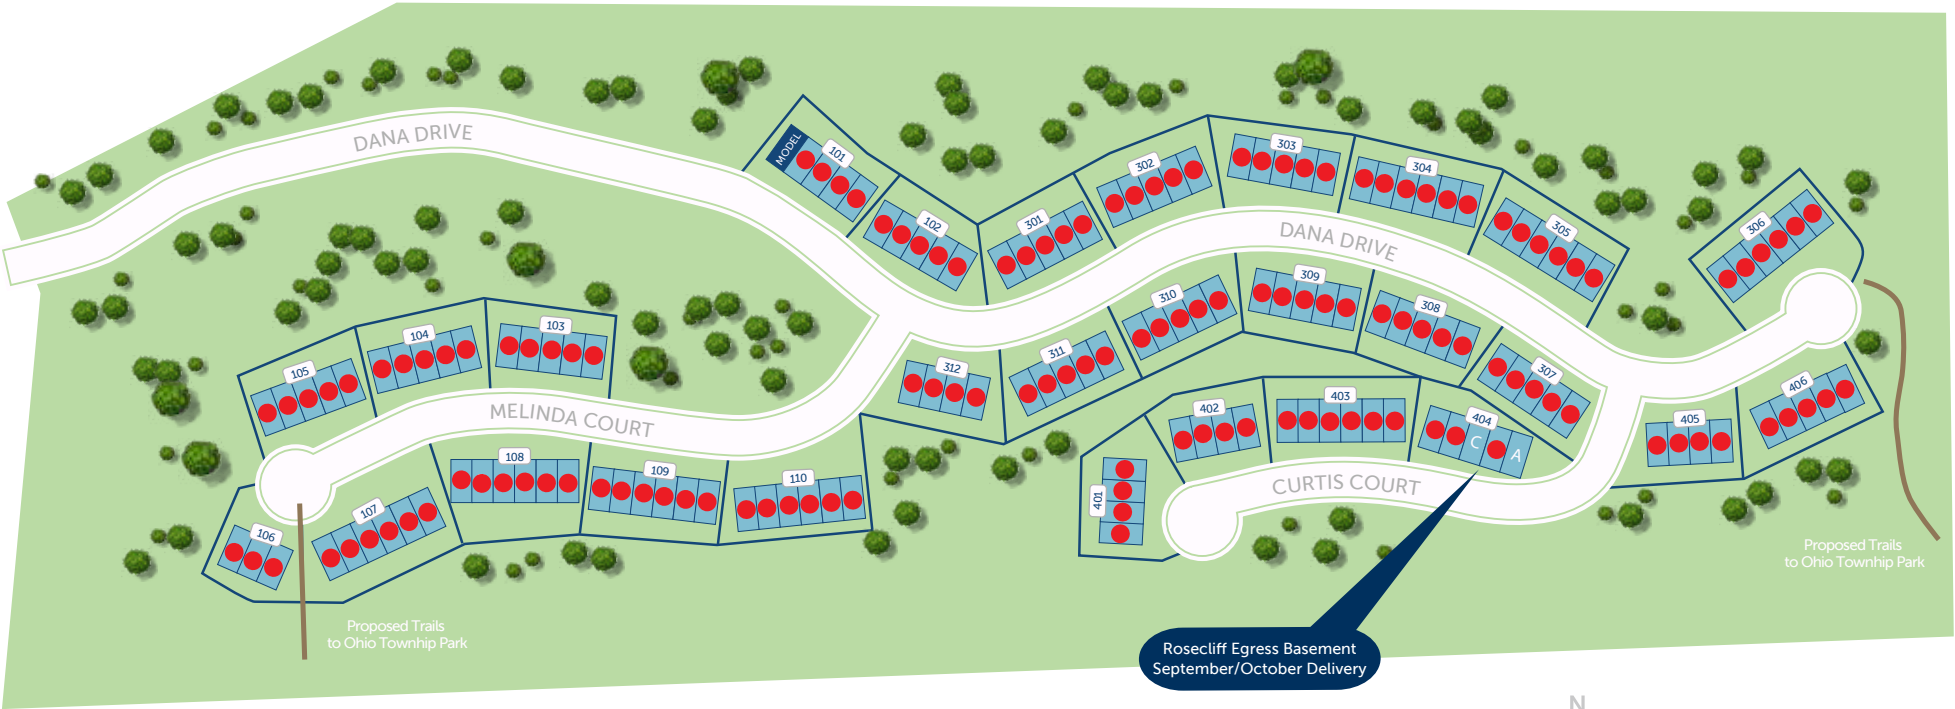 DANA DRIVE
MODEL
101
102
301
302
303
304
305
306
DANA DRIVE
309
310
308
311
312
307
103
104
105
MELINDA COURT
406
405
402
403
404
C
A
401
CURTIS COURT
108
109
110
107
106
Proposed Trails
to Ohio Townhip Park
Proposed Trails
to Ohio Townhip Park
Rosecliff Egress Basement
September/October Delivery
N